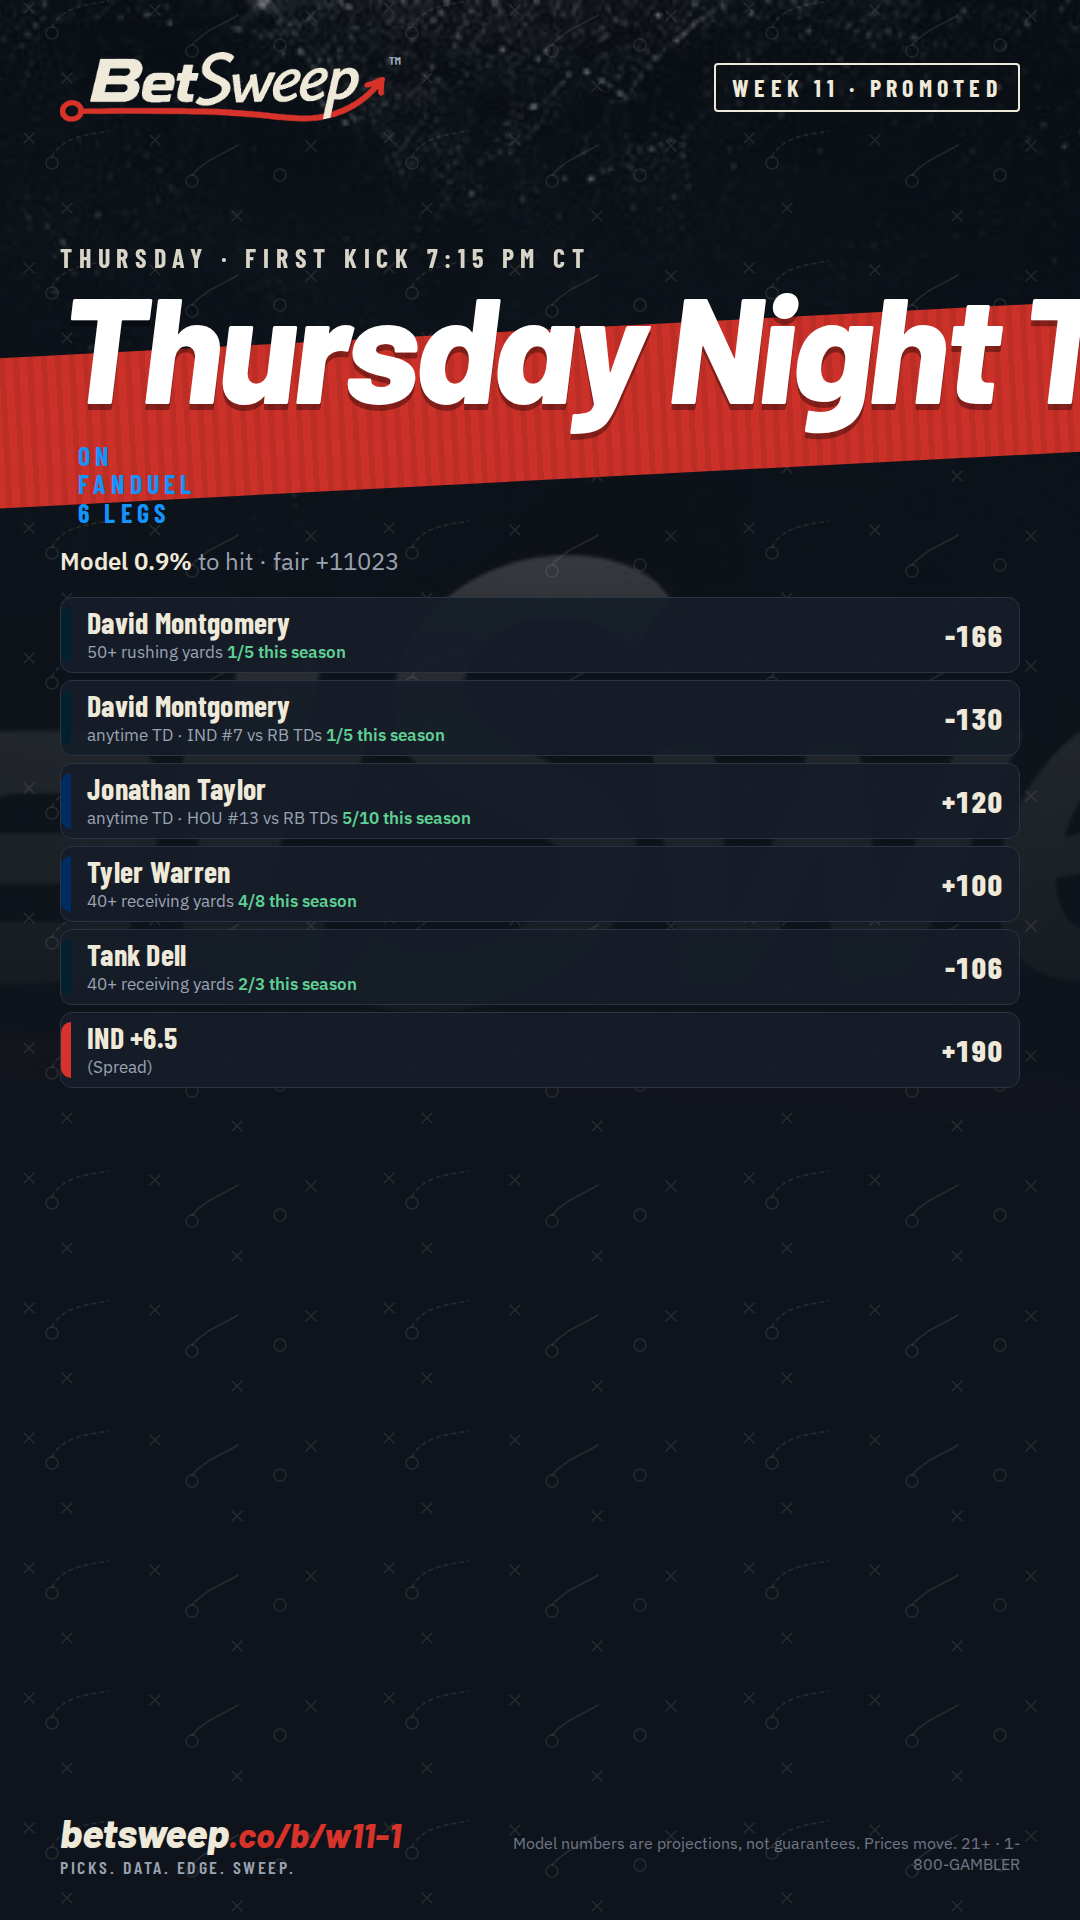 BetSweep™
WEEK 11 · PROMOTED
THURSDAY · FIRST KICK 7:15 PM CT
Thursday Night T
ON
FANDUEL
6 LEGS
Model 0.9% to hit · fair +11023
David Montgomery
50+ rushing yards 1/5 this season
-166
David Montgomery
anytime TD · IND #7 vs RB TDs 1/5 this season
-130
Jonathan Taylor
anytime TD · HOU #13 vs RB TDs 5/10 this season
+120
Tyler Warren
40+ receiving yards 4/8 this season
+100
Tank Dell
40+ receiving yards 2/3 this season
-106
IND +6.5
(Spread)
+190
betsweep.co/b/w11-1
PICKS. DATA. EDGE. SWEEP.
Model numbers are projections, not guarantees. Prices move. 21+ · 1-
800-GAMBLER